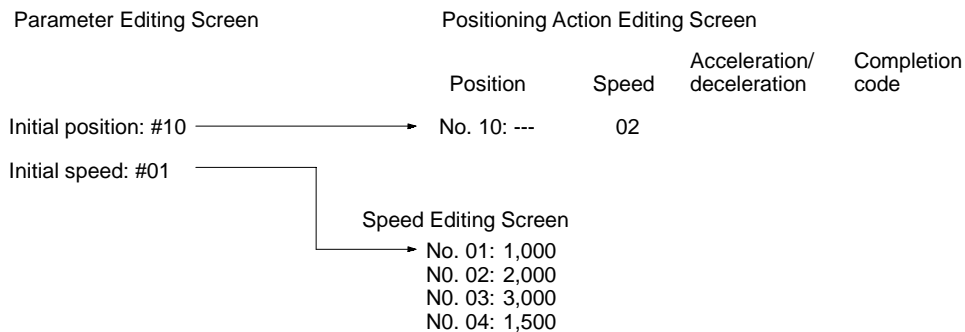 Parameter Editing Screen
Positioning Action Editing Screen
Position Speed Acceleration/ deceleration Completion code
Initial position: #10
No. 10: --- 02
Initial speed: #01
Speed Editing Screen
No. 01: 1,000
N0. 02: 2,000
N0. 03: 3,000
N0. 04: 1,500